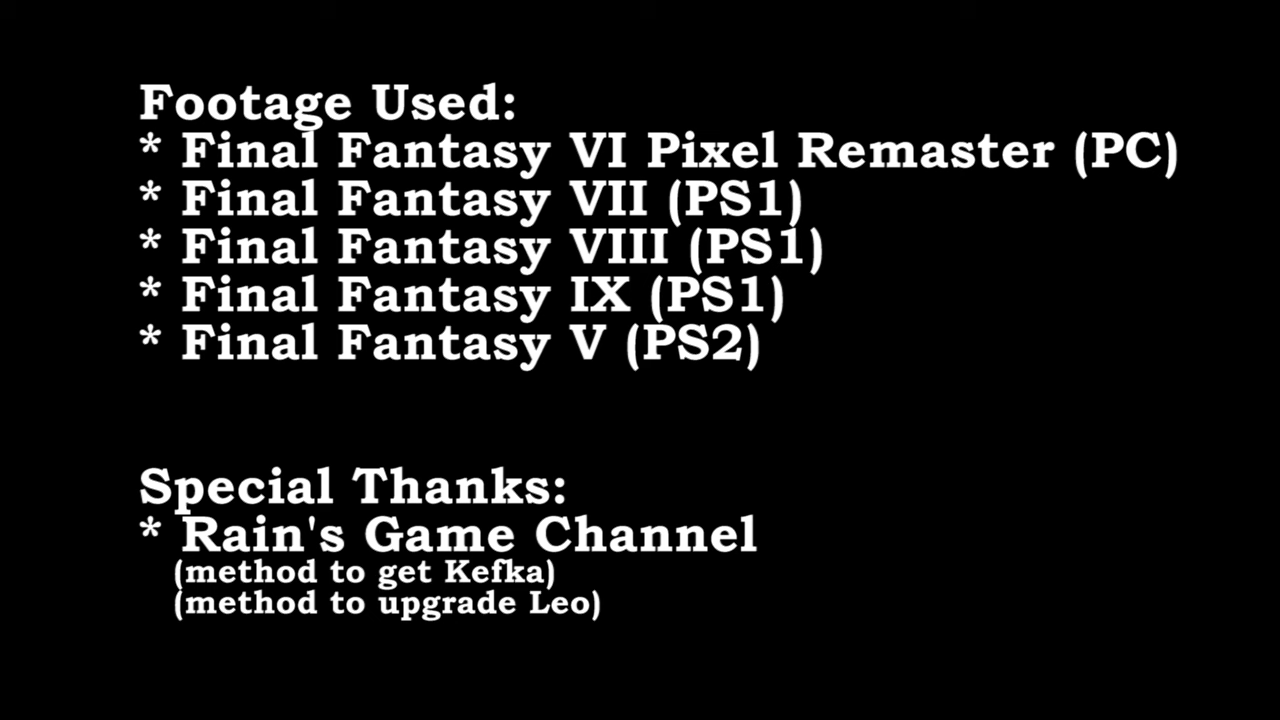 Footage Used:
* Final Fantasy VI Pixel Remaster (PC)
* Final Fantasy VII (PS1)
* Final Fantasy VIII (PS1)
* Final Fantasy IX (PS1)
* Final Fantasy V (PS2)
Special Thanks:
* Rain's Game Channel
(method to get Kefka)
(method to upgrade Leo)